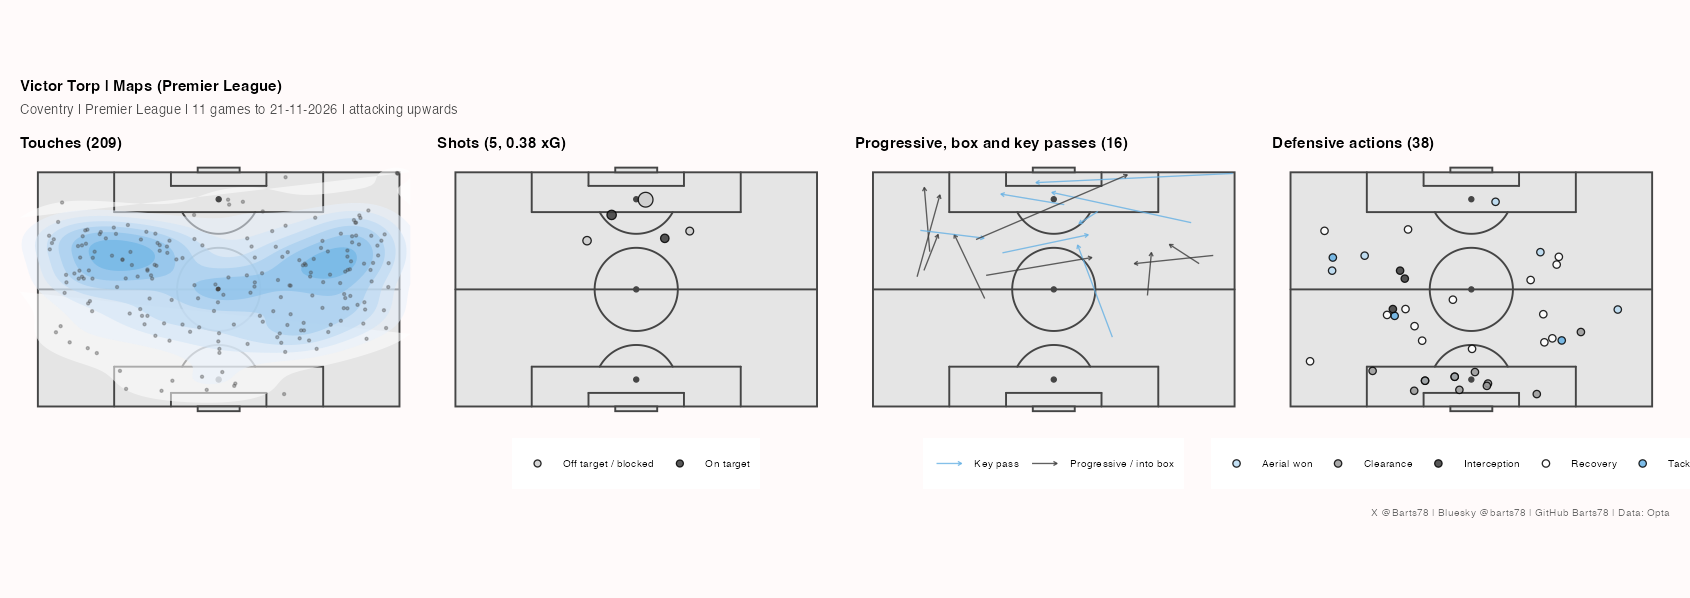 Victor Torp | Maps (Premier League)
Coventry | Premier League | 11 games to 21-11-2026 | attacking upwards
Touches (209)
Shots (5, 0.38 xG)
Progressive, box and key passes (16)
Defensive actions (38)
Off target / blocked
On target
Key pass
Progressive / into box
Aerial won
Clearance
Interception
Recovery
Tack
X @Barts78 | Bluesky @barts78 | GitHub Barts78 | Data: Opta